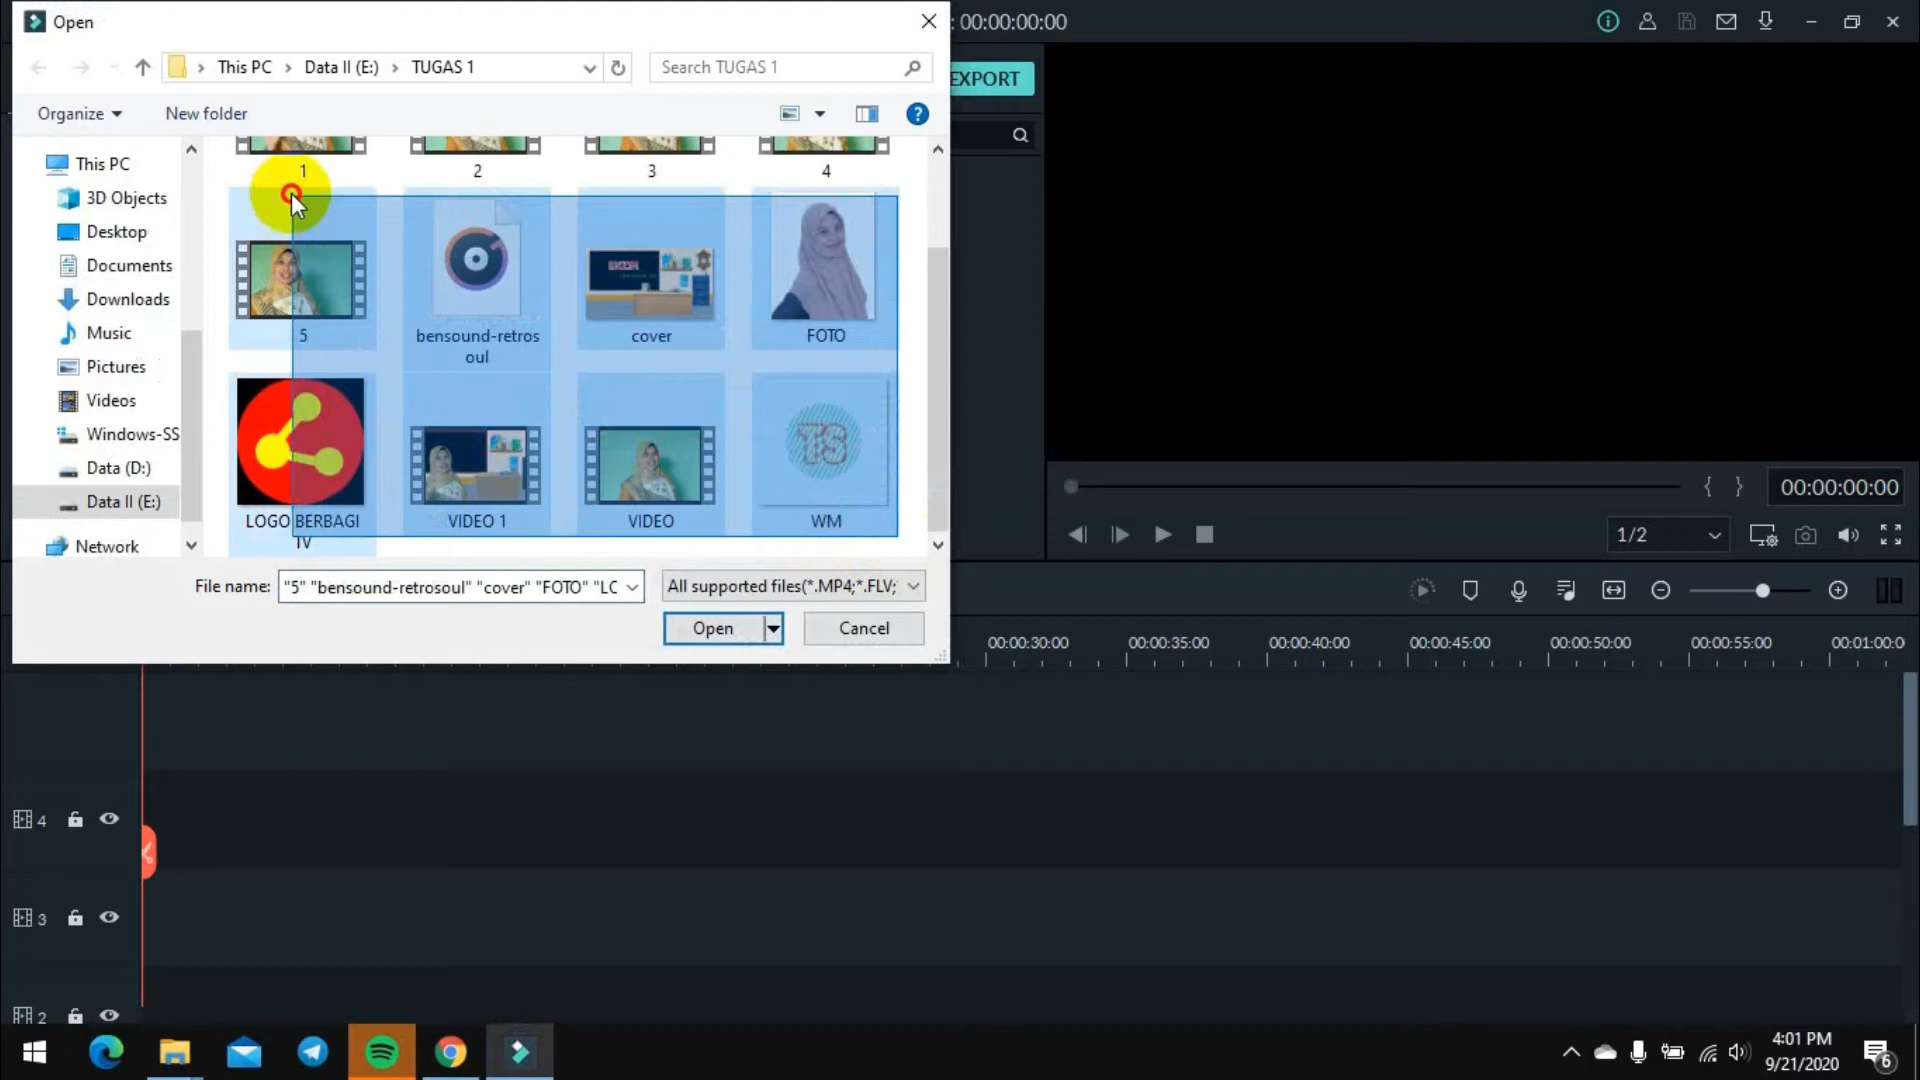 Open
: 00:00:00:00
This PC
Data II (E:)
TUGAS 1
Search TUGAS 1
EXPORT
Organize
New folder
This PC
3D Objects
Desktop
Documents
Downloads
Music
Pictures
Videos
Windows-SS
Data (D:)
Data II (E:)
Network
1
2
3
4
5
bensound-retros
oul
cover
FOTO
LOGO BERBAGI
TV
VIDEO 1
VIDEO
WM
TS
File name:
"5" "bensound-retrosoul" "cover" "FOTO" "LC
All supported files(*.MP4;*.FLV;
Open
Cancel
00:00:00:00
1/2
00:00:30:00
00:00:35:00
00:00:40:00
00:00:45:00
00:00:50:00
00:00:55:00
00:01:00:0
4
3
2
4:01 PM
9/21/2020
6